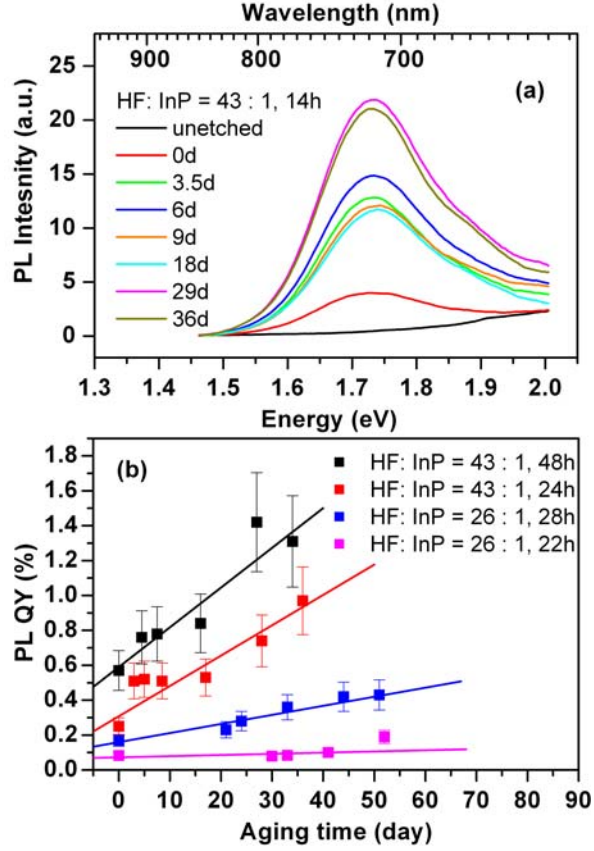 Wavelength (nm)
900 800 700
25
20
15
10
5
0
PL Intesnity (a.u.)
(a)
HF: InP = 43 : 1, 14h
unetched
0d
3.5d
6d
9d
18d
29d
36d
1.3 1.4 1.5 1.6 1.7 1.8 1.9 2.0
Energy (eV)
1.8
1.6
1.4
1.2
1.0
0.8
0.6
0.4
0.2
0.0
PL QY (%)
(b)
HF: InP = 43 : 1, 48h
HF: InP = 43 : 1, 24h
HF: InP = 26 : 1, 28h
HF: InP = 26 : 1, 22h
0 10 20 30 40 50 60 70 80 90
Aging time (day)